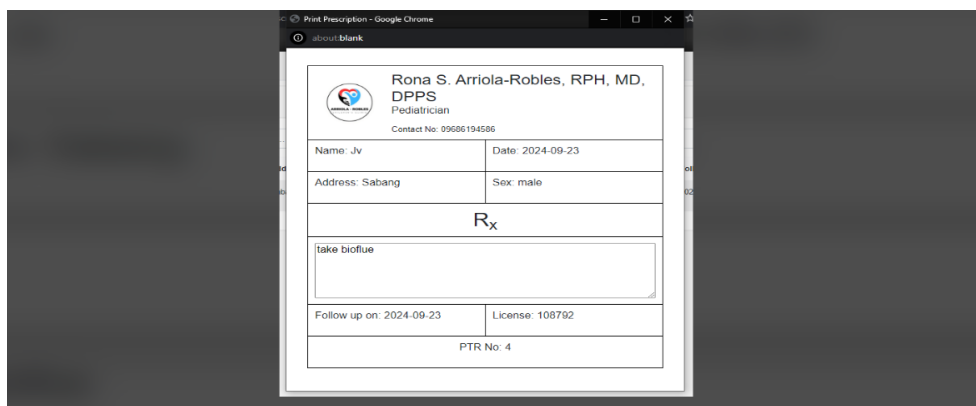 Print Prescription - Google Chrome
about:blank
Rona S. Arriola-Robles, RPH, MD,
DPPS
Pediatrician
ARRIOLA - ROBLES
Contact No: 09686194586
Name: Jv
Date: 2024-09-23
Address: Sabang
Sex: male
Rx
take bioflue
Follow up on: 2024-09-23
License: 108792
PTR No: 4